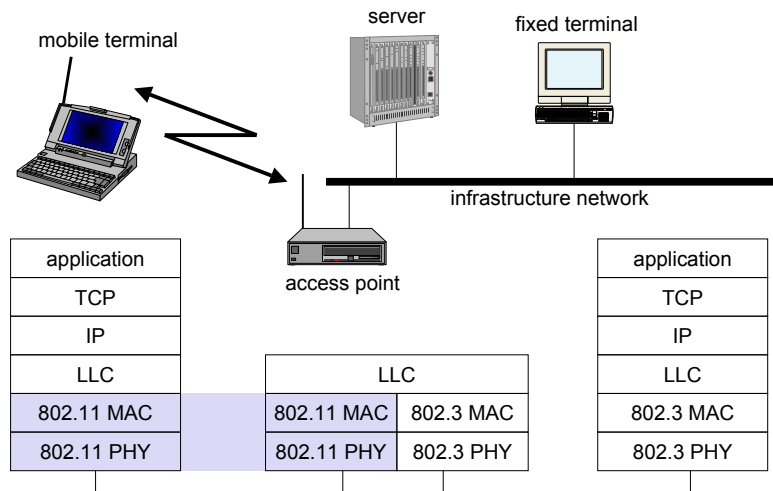 server
fixed terminal
mobile terminal
infrastructure network
access point
application
TCP
IP
LLC
802.11 MAC
802.11 PHY
LLC
802.11 MAC 802.3 MAC
802.11 PHY 802.3 PHY
application
TCP
IP
LLC
802.3 MAC
802.3 PHY